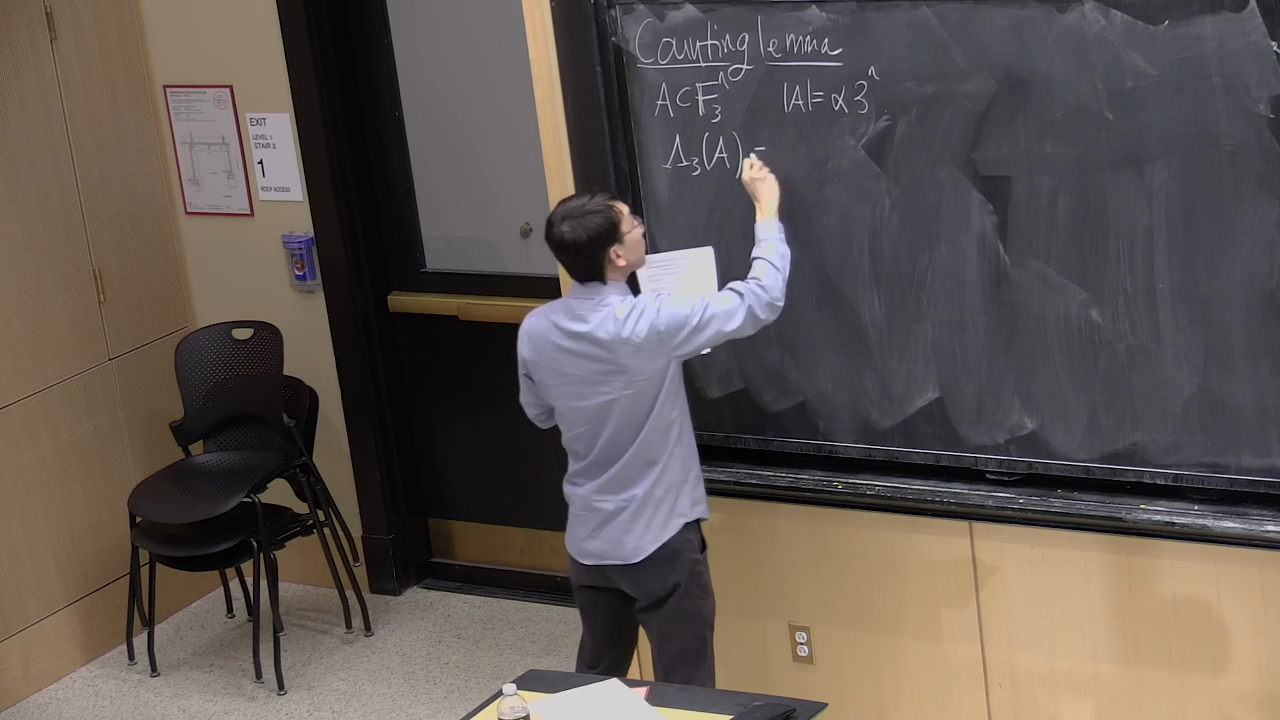 Counting lemma
A ⊂ F₃ⁿ |A| = α3ⁿ
Λ₃(A) =
EXIT
LEVEL 1
STAIR 3
1
ROOF ACCESS